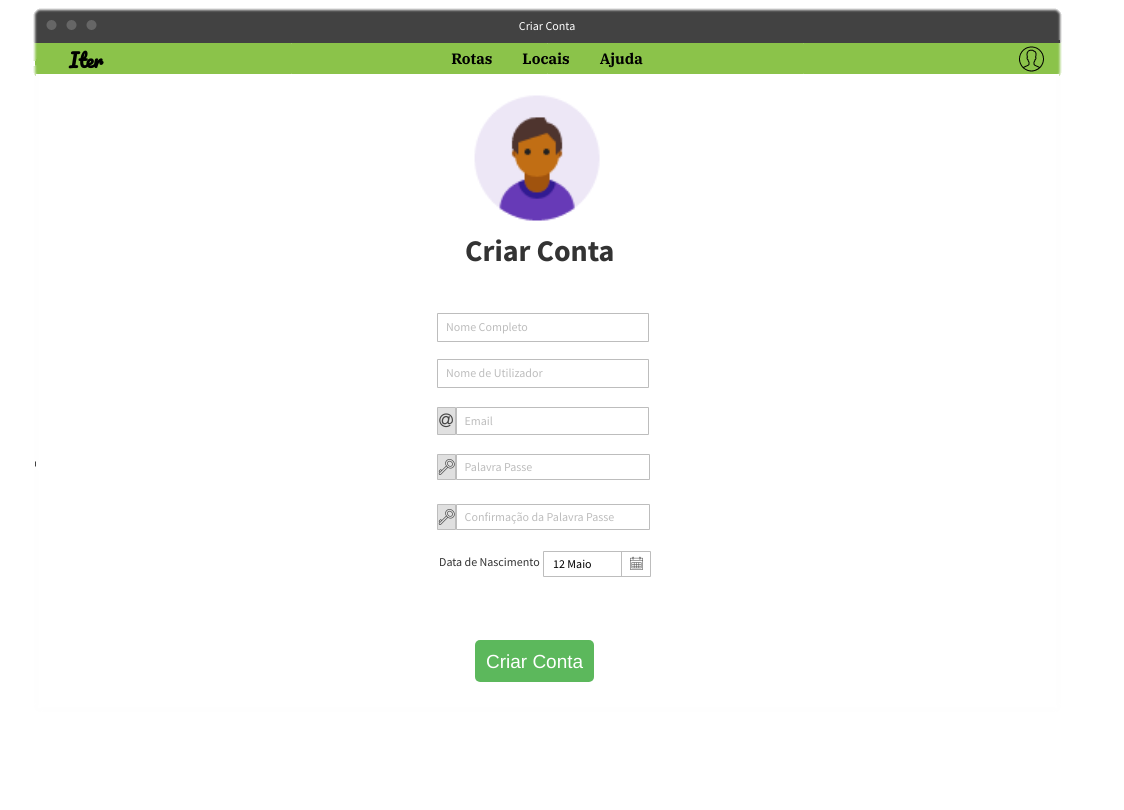 Criar Conta
Iter
Rotas Locais Ajuda
Criar Conta
Nome Completo
Nome de Utilizador
@ Email
Palavra Passe
Confirmação da Palavra Passe
Data de Nascimento 12 Maio
Criar Conta